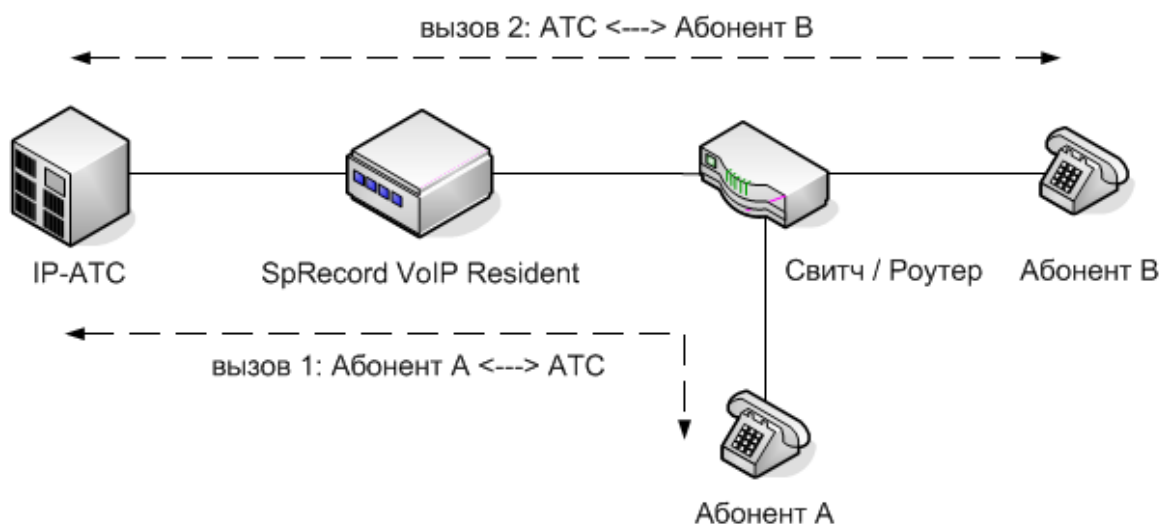 вызов 2: АТС <---> Абонент В
IP-АТС
SpRecord VoIP Resident
Свитч / Роутер
Абонент В
вызов 1: Абонент А <---> АТС
Абонент А